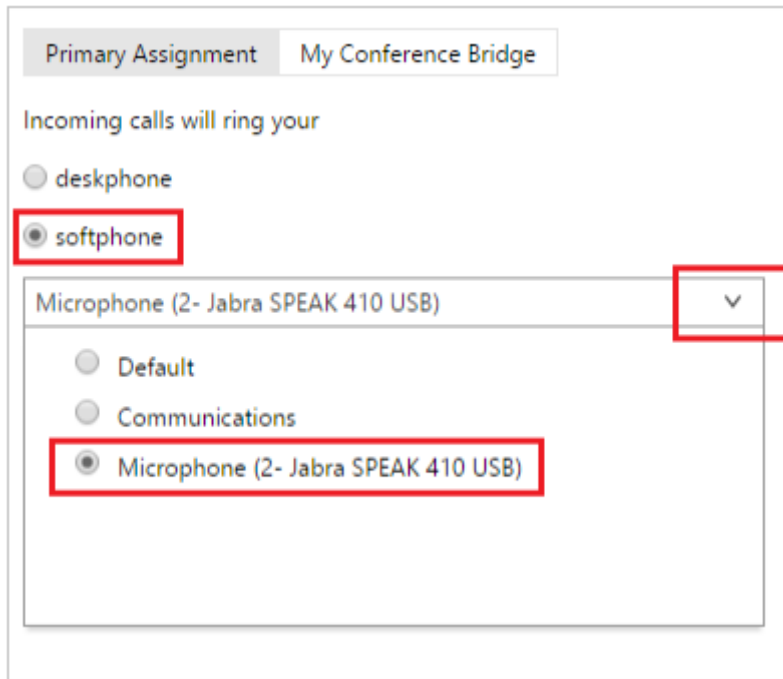 Primary Assignment My Conference Bridge
Incoming calls will ring your
deskphone
softphone
Microphone (2- Jabra SPEAK 410 USB)
Default
Communications
Microphone (2- Jabra SPEAK 410 USB)